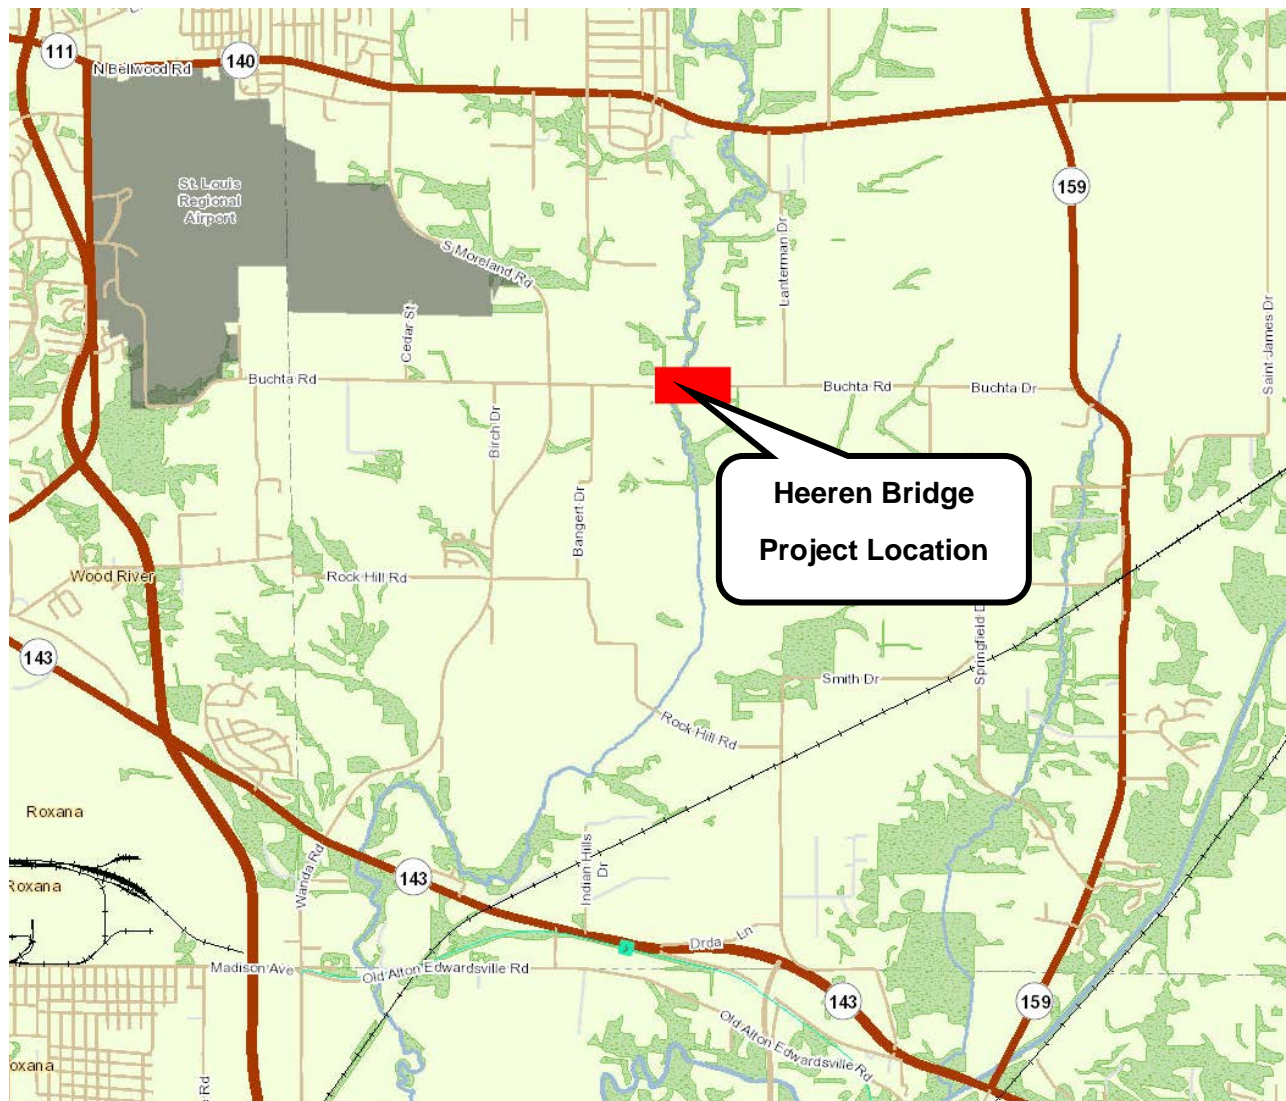 111
140
N Bellwood Rd
St. Louis
Regional
Airport
159
S Moreland Rd
Lanterman Dr
Cedar St
Saint James Dr
Buchta Rd
Buchta Rd
Buchta Dr
Birch Dr
Bangert Dr
Heeren Bridge
Project Location
Wood River
Rock Hill Rd
143
Smith Dr
Springfield
Rock Hill Rd
Roxana
Roxana
Wanda Rd
143
Indian Hills
Dr
Drda Ln
Madison Ave
Old Alton Edwardsville Rd
143
159
Old Alton Edwardsville Rd
oxana
Rd